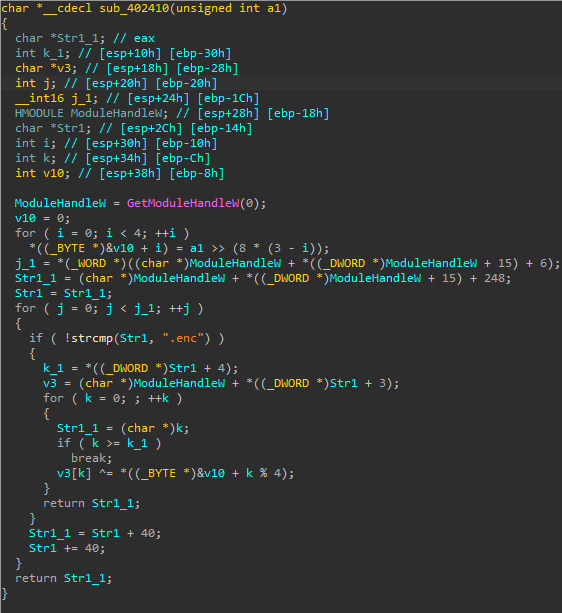 char *__cdecl sub_402410(unsigned int a1)
{
  char *Str1_1; // eax
  int k_1; // [esp+10h] [ebp-30h]
  char *v3; // [esp+18h] [ebp-28h]
  int j; // [esp+20h] [ebp-20h]
  __int16 j_1; // [esp+24h] [ebp-1Ch]
  HMODULE ModuleHandleW; // [esp+28h] [ebp-18h]
  char *Str1; // [esp+2Ch] [ebp-14h]
  int i; // [esp+30h] [ebp-10h]
  int k; // [esp+34h] [ebp-Ch]
  int v10; // [esp+38h] [ebp-8h]

  ModuleHandleW = GetModuleHandleW(0);
  v10 = 0;
  for ( i = 0; i < 4; ++i )
    *((_BYTE *)&v10 + i) = a1 >> (8 * (3 - i));
  j_1 = *(_WORD *)((char *)ModuleHandleW + *((_DWORD *)ModuleHandleW + 15) + 6);
  Str1_1 = (char *)ModuleHandleW + *((_DWORD *)ModuleHandleW + 15) + 248;
  Str1 = Str1_1;
  for ( j = 0; j < j_1; ++j )
  {
    if ( !strcmp(Str1, ".enc") )
    {
      k_1 = *((_DWORD *)Str1 + 4);
      v3 = (char *)ModuleHandleW + *((_DWORD *)Str1 + 3);
      for ( k = 0; ; ++k )
      {
        Str1_1 = (char *)k;
        if ( k >= k_1 )
          break;
        v3[k] ^= *((_BYTE *)&v10 + k % 4);
      }
      return Str1_1;
    }
    Str1_1 = Str1 + 40;
    Str1 += 40;
  }
  return Str1_1;
}